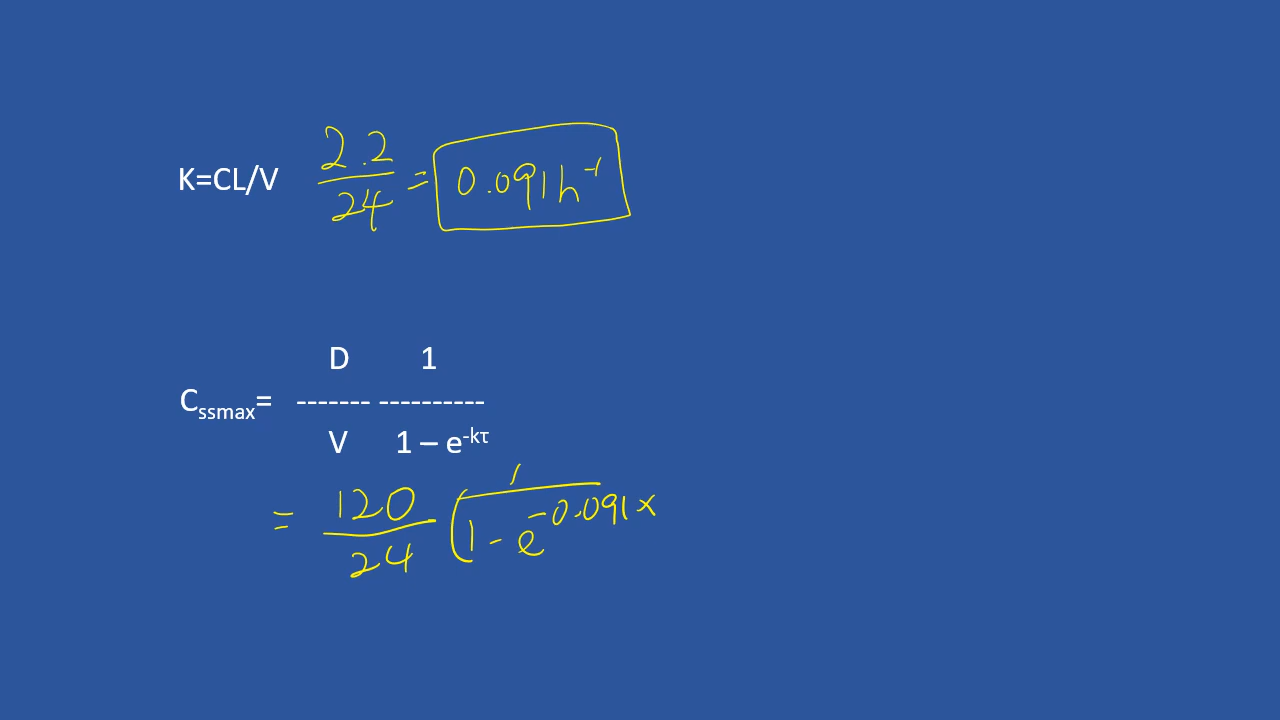 2.2
K=CL/V ― = 0.091h⁻¹
24
D 1
Cssmax= ------- ----------
V 1 – e^-kτ
120 1
= ― (―
24 1 - e^-0.091x